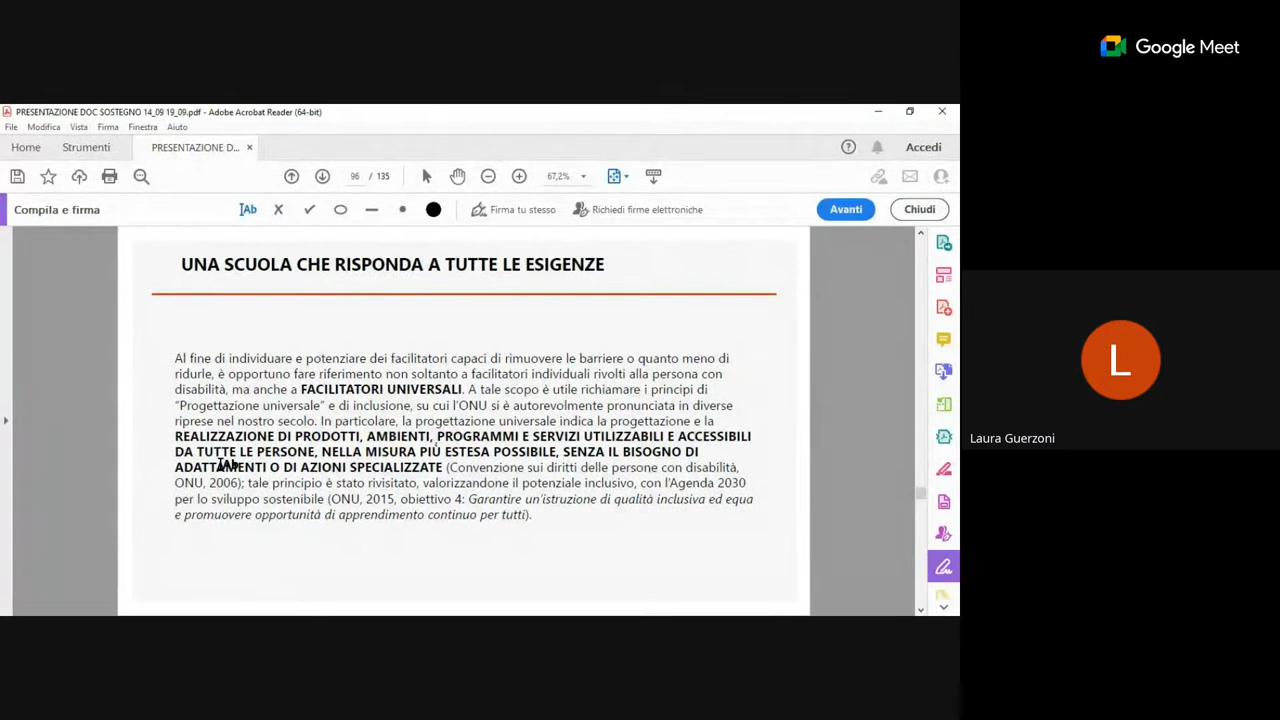 Google Meet
PRESENTAZIONE DOC SOSTEGNO 14_09 19_09.pdf - Adobe Acrobat Reader (64-bit)
File Modifica Vista Firma Finestra Aiuto
Home Strumenti PRESENTAZIONE D... × Accedi
96 / 135 67,2%
Compila e firma IAb Firma tu stesso Richiedi firme elettroniche Avanti Chiudi
UNA SCUOLA CHE RISPONDA A TUTTE LE ESIGENZE
Al fine di individuare e potenziare dei facilitatori capaci di rimuovere le barriere o quanto meno di
ridurle, è opportuno fare riferimento non soltanto a facilitatori individuali rivolti alla persona con
disabilità, ma anche a FACILITATORI UNIVERSALI. A tale scopo è utile richiamare i principi di
“Progettazione universale” e di inclusione, su cui l’ONU si è autorevolmente pronunciata in diverse
riprese nel nostro secolo. In particolare, la progettazione universale indica la progettazione e la
REALIZZAZIONE DI PRODOTTI, AMBIENTI, PROGRAMMI E SERVIZI UTILIZZABILI E ACCESSIBILI
DA TUTTE LE PERSONE, NELLA MISURA PIÙ ESTESA POSSIBILE, SENZA IL BISOGNO DI
ADATTAMENTI O DI AZIONI SPECIALIZZATE (Convenzione sui diritti delle persone con disabilità,
ONU, 2006); tale principio è stato rivisitato, valorizzandone il potenziale inclusivo, con l’Agenda 2030
per lo sviluppo sostenibile (ONU, 2015, obiettivo 4: Garantire un’istruzione di qualità inclusiva ed equa
e promuovere opportunità di apprendimento continuo per tutti).
L
Laura Guerzoni